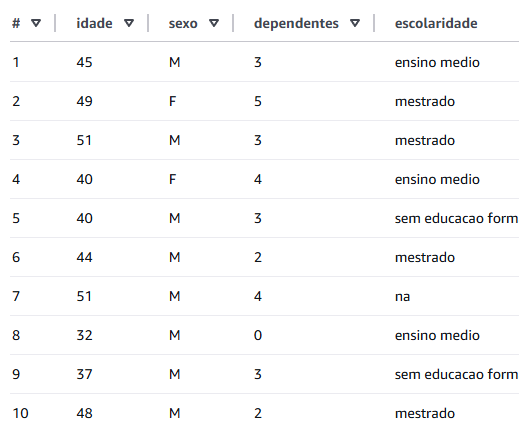 # idade sexo dependentes escolaridade
1 45 M 3 ensino medio
2 49 F 5 mestrado
3 51 M 3 mestrado
4 40 F 4 ensino medio
5 40 M 3 sem educacao form
6 44 M 2 mestrado
7 51 M 4 na
8 32 M 0 ensino medio
9 37 M 3 sem educacao form
10 48 M 2 mestrado